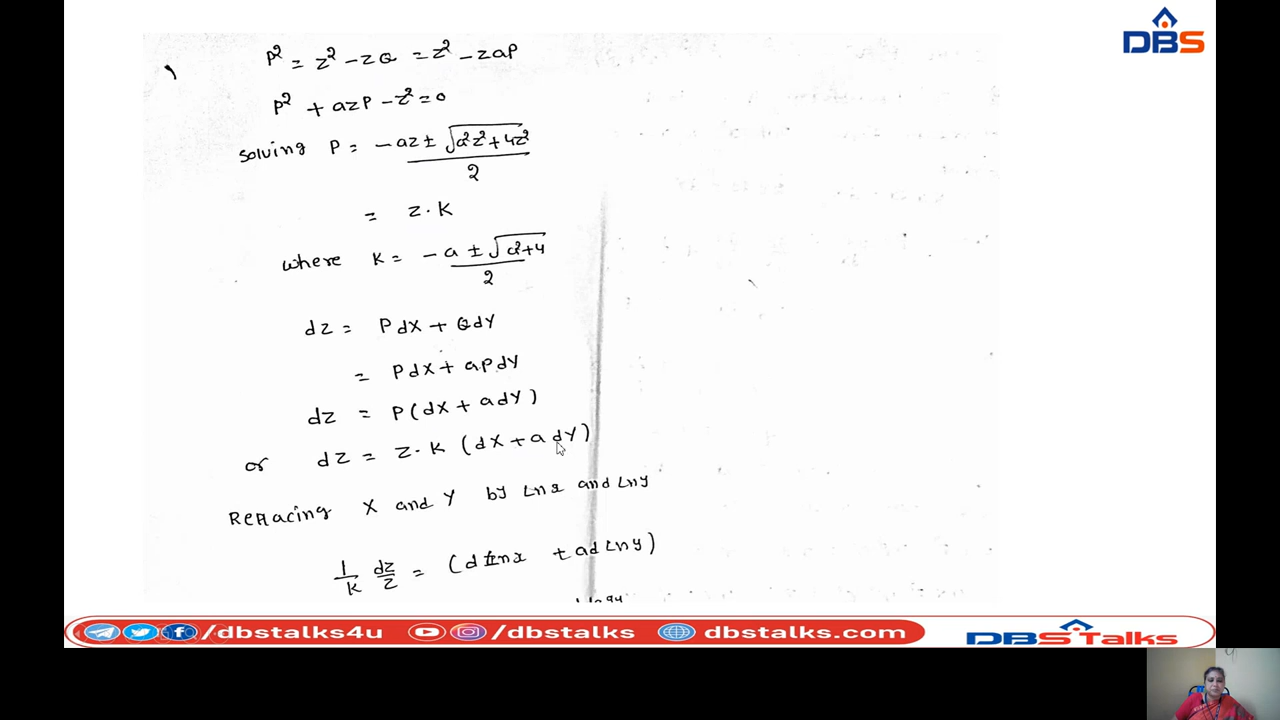 DBS
P² = z² – zQ = z² – zaP
P² + azP – z² = 0
Solving P = – az ± √a²z² + 4z² / 2
= z · K
where K = – a ± √a² + 4 / 2
dz = PdX + QdY
= PdX + aPdY
dz = P(dX + adY)
or dz = z · K (dX + adY)
Replacing X and Y by Lnx and Lny
1/K dz/z = (d Lnx + ad Lny)
/dbstalks4u /dbstalks dbstalks.com DBS Talks